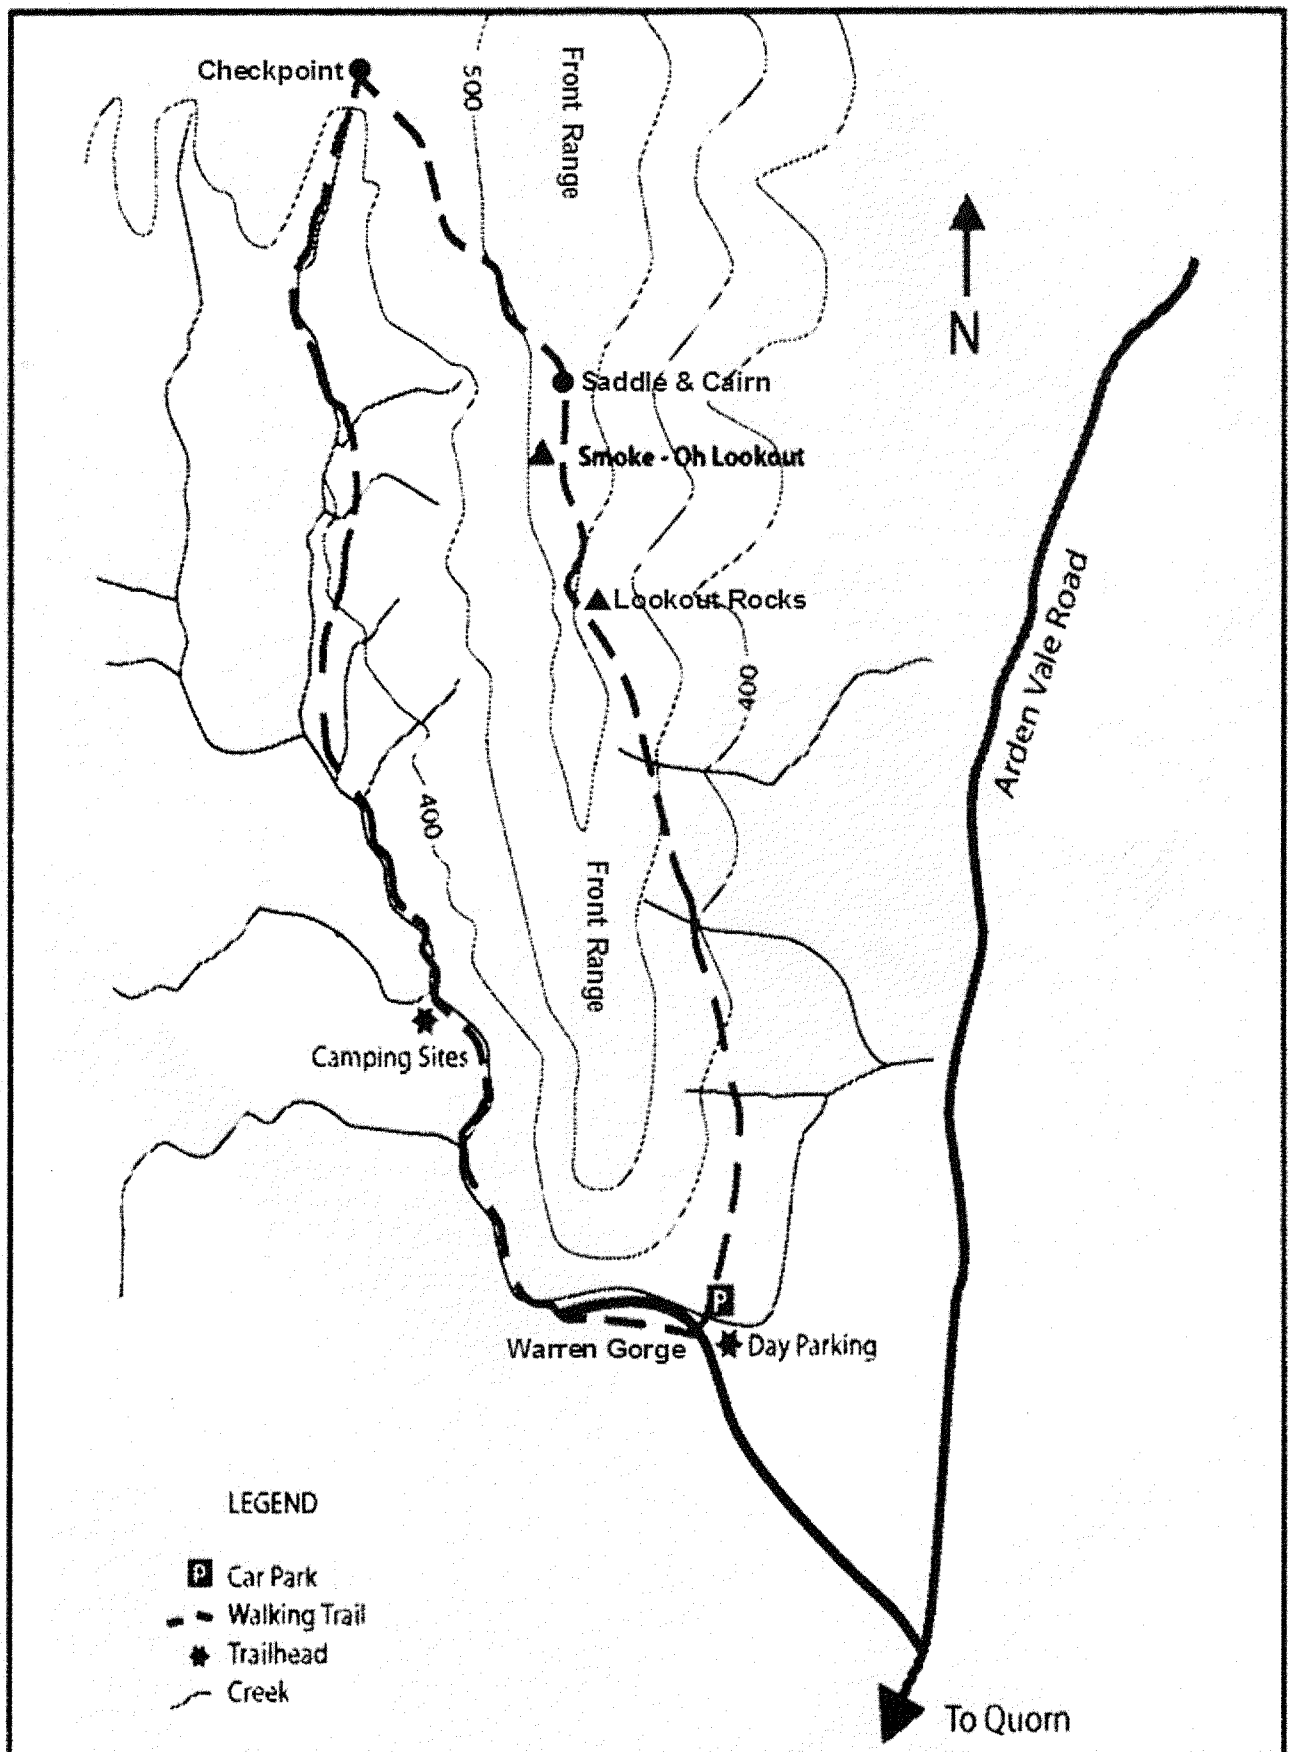 Checkpoint
500
Front Range
N
Saddle & Cairn
Smoke - Oh Lookout
Lookout Rocks
Arden Vale Road
400
400
Front Range
Camping Sites
P
Warren Gorge
Day Parking
LEGEND
P Car Park
Walking Trail
Trailhead
Creek
To Quorn